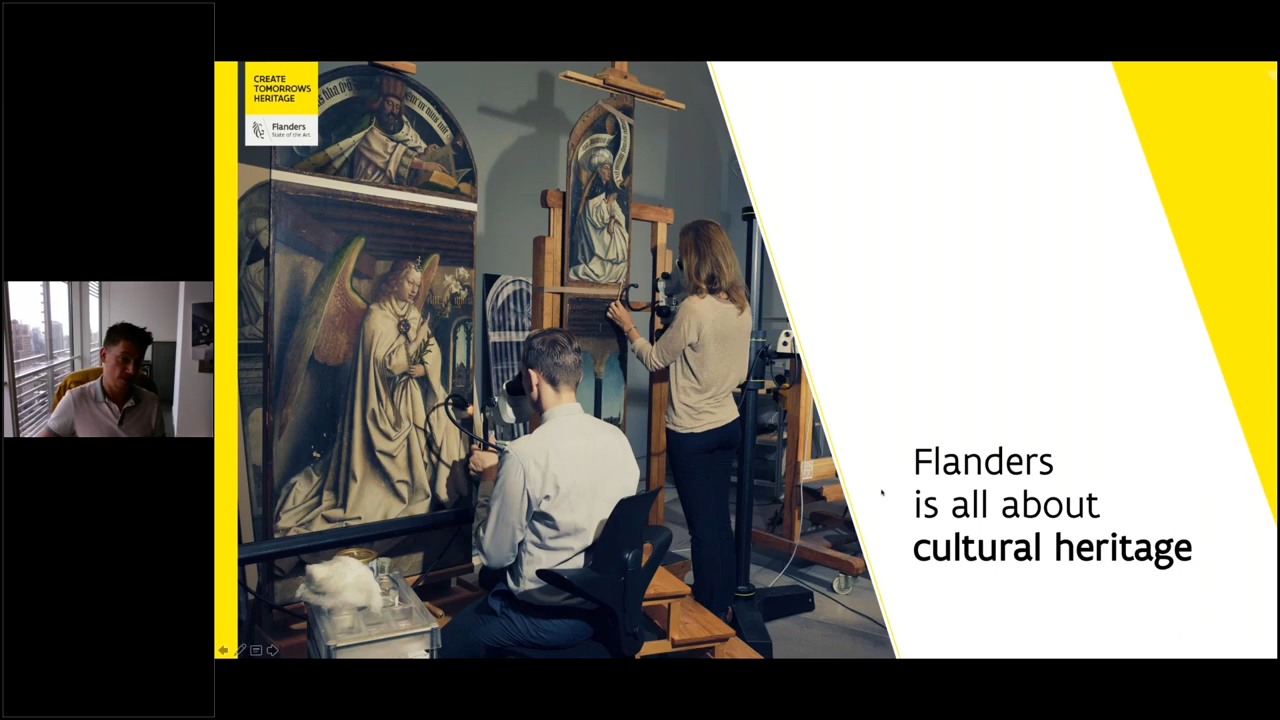 CREATE
TOMORROWS
HERITAGE
Flanders
State of the Art
Flanders
is all about
cultural heritage